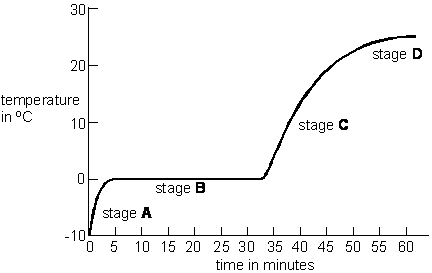 30
20
temperature
in ºC
10
0
-10
stage A
stage B
stage C
stage D
0 5 10 15 20 25 30 35 40 45 50 55 60
time in minutes